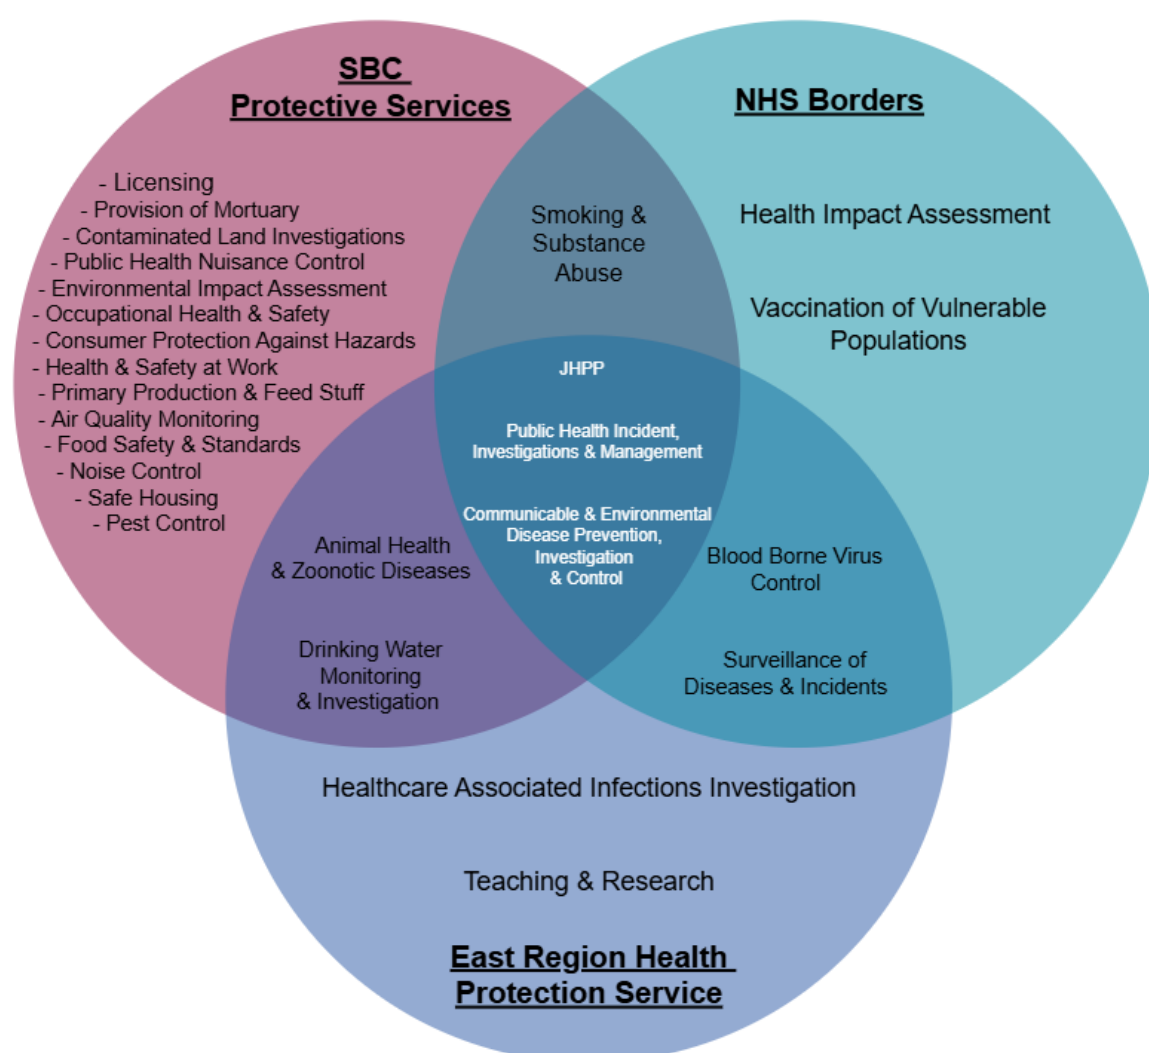 SBC
Protective Services
NHS Borders
- Licensing
- Provision of Mortuary
- Contaminated Land Investigations
- Public Health Nuisance Control
- Environmental Impact Assessment
- Occupational Health & Safety
- Consumer Protection Against Hazards
- Health & Safety at Work
- Primary Production & Feed Stuff
- Air Quality Monitoring
- Food Safety & Standards
- Noise Control
- Safe Housing
- Pest Control
Smoking &
Substance
Abuse
Health Impact Assessment
Vaccination of Vulnerable
Populations
JHPP
Public Health Incident,
Investigations & Management
Communicable & Environmental
Disease Prevention,
Investigation
& Control
Animal Health
& Zoonotic Diseases
Drinking Water
Monitoring
& Investigation
Blood Borne Virus
Control
Surveillance of
Diseases & Incidents
Healthcare Associated Infections Investigation
Teaching & Research
East Region Health
Protection Service